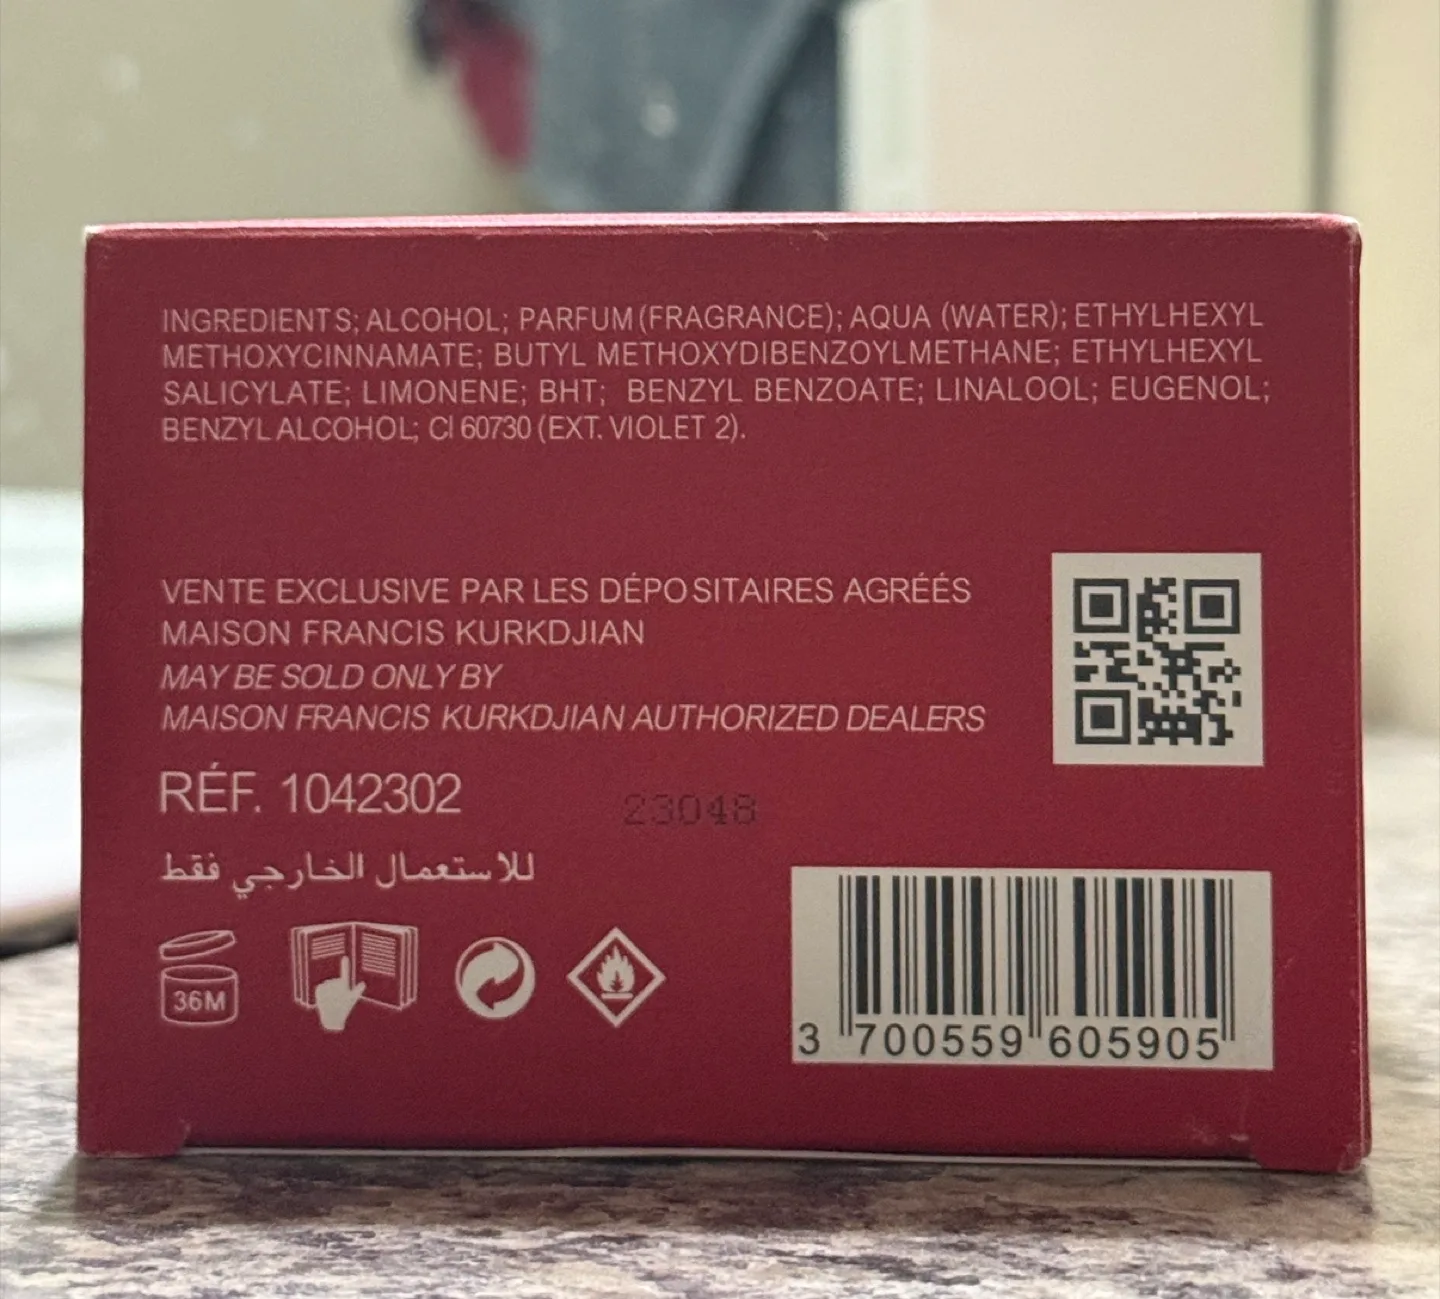 INGREDIENTS; ALCOHOL; PARFUM (FRAGRANCE); AQUA (WATER); ETHYLHEXYL
METHOXYCINNAMATE; BUTYL METHOXYDIBENZOYLMETHANE; ETHYLHEXYL
SALICYLATE; LIMONENE; BHT; BENZYL BENZOATE; LINALOOL; EUGENOL;
BENZYL ALCOHOL; CI 60730 (EXT. VIOLET 2).
VENTE EXCLUSIVE PAR LES DÉPOSITAIRES AGRÉÉS
MAISON FRANCIS KURKDJIAN
MAY BE SOLD ONLY BY
MAISON FRANCIS KURKDJIAN AUTHORIZED DEALERS
RÉF. 1042302
23048
للاستعمال الخارجي فقط
36M
3 700559 605905